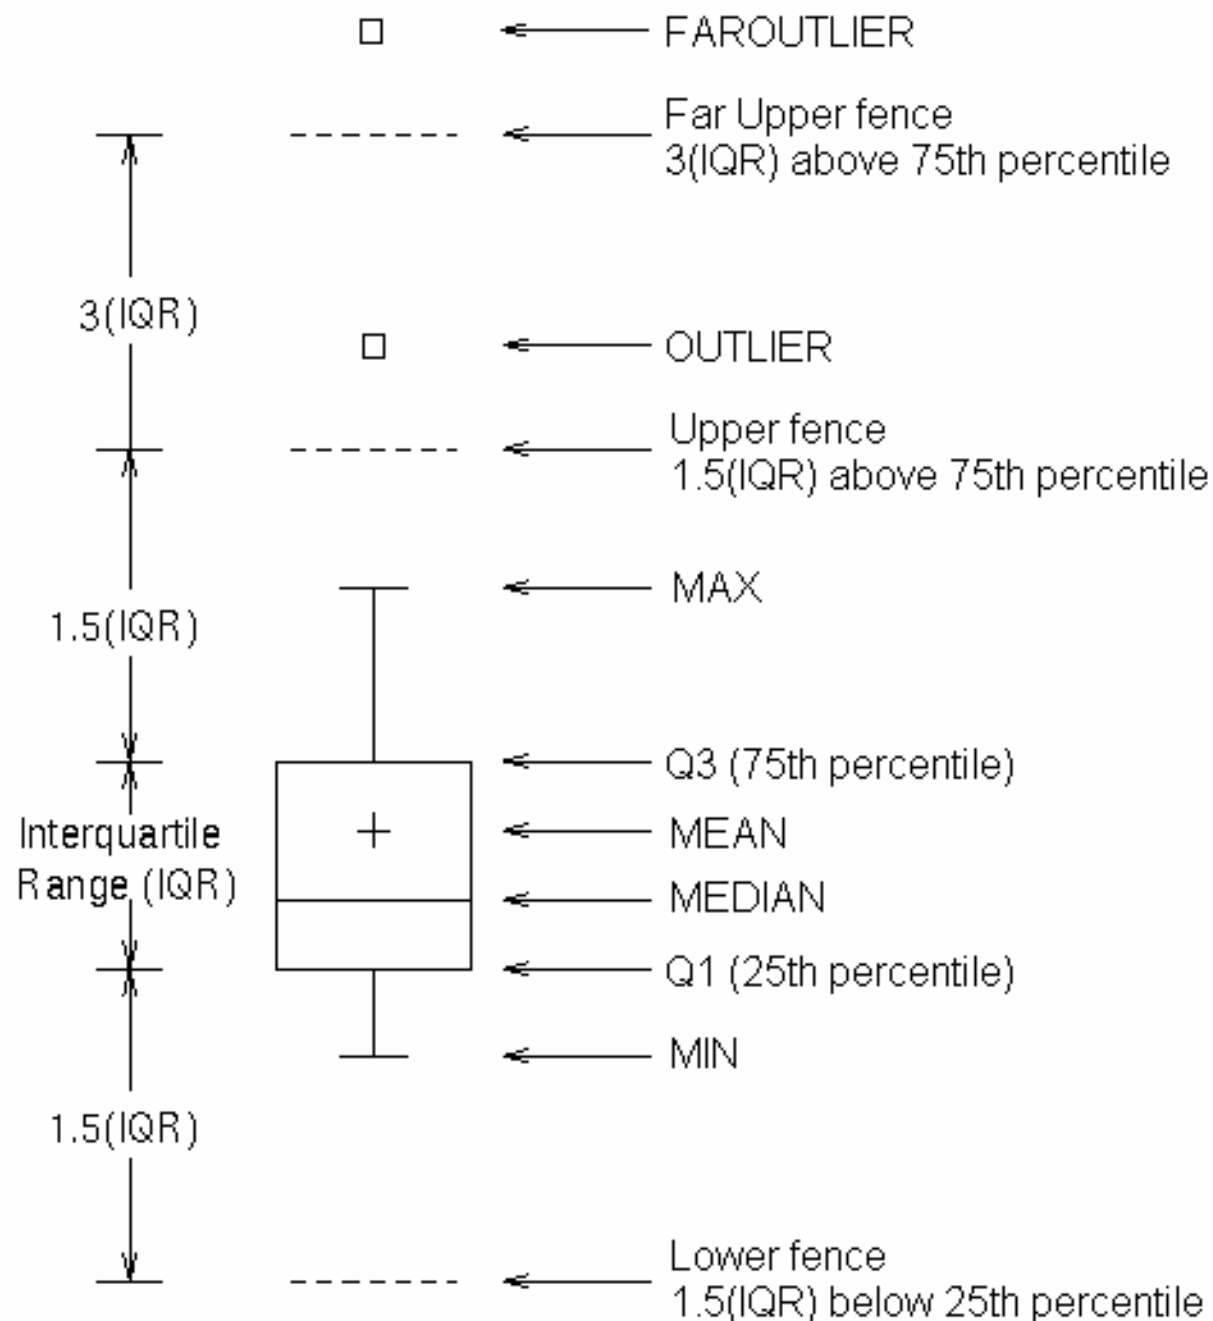 FAROUTLIER
Far Upper fence
3(IQR) above 75th percentile
3(IQR)
OUTLIER
Upper fence
1.5(IQR) above 75th percentile
MAX
1.5(IQR)
Q3 (75th percentile)
Interquartile
Range (IQR)
MEAN
MEDIAN
Q1 (25th percentile)
MIN
1.5(IQR)
Lower fence
1.5(IQR) below 25th percentile